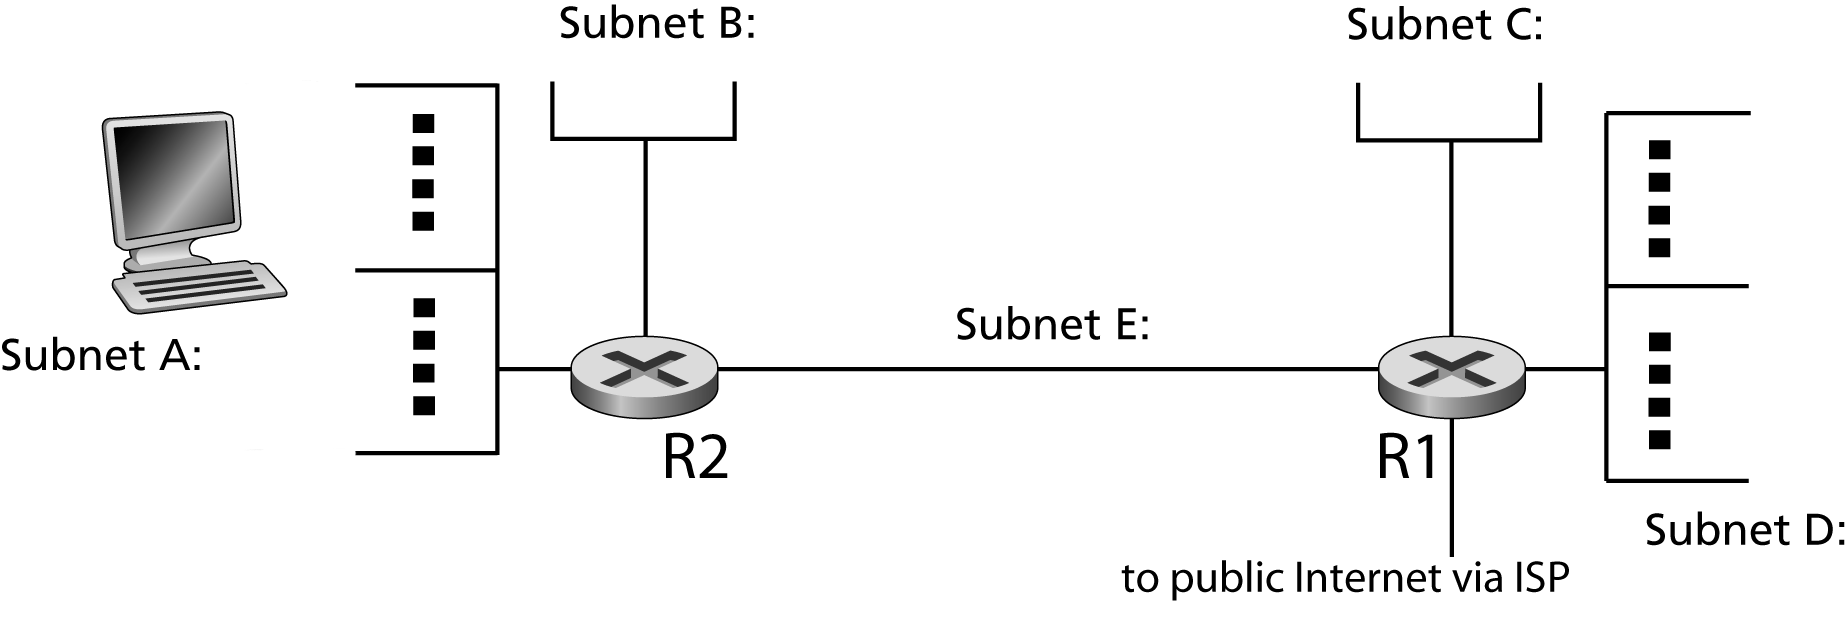 Subnet B:
Subnet C:
Subnet A:
Subnet E:
R2
R1
Subnet D:
to public Internet via ISP